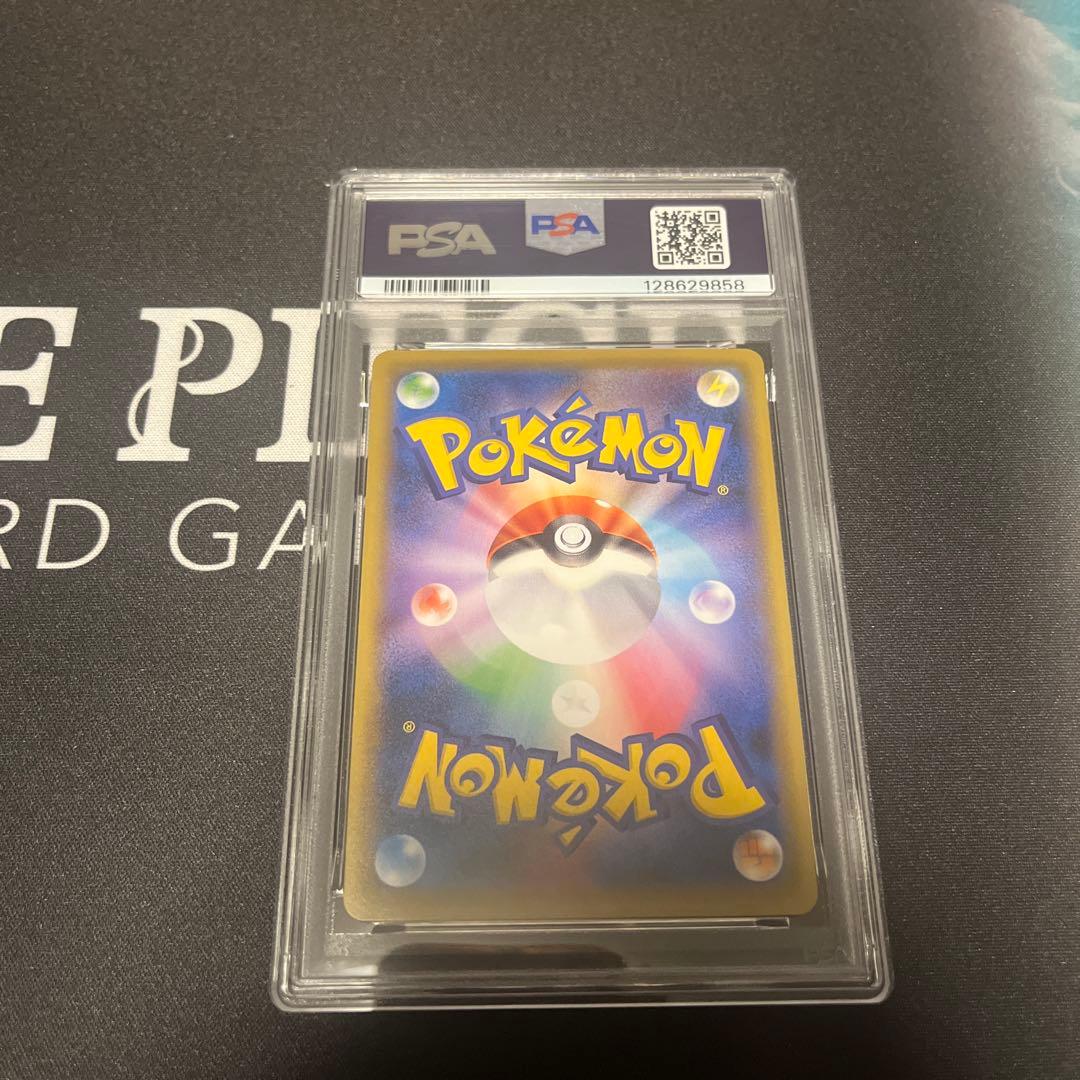 PSA PSA
128629858
E PI
RD GA
POKéMON®
POKéMON®